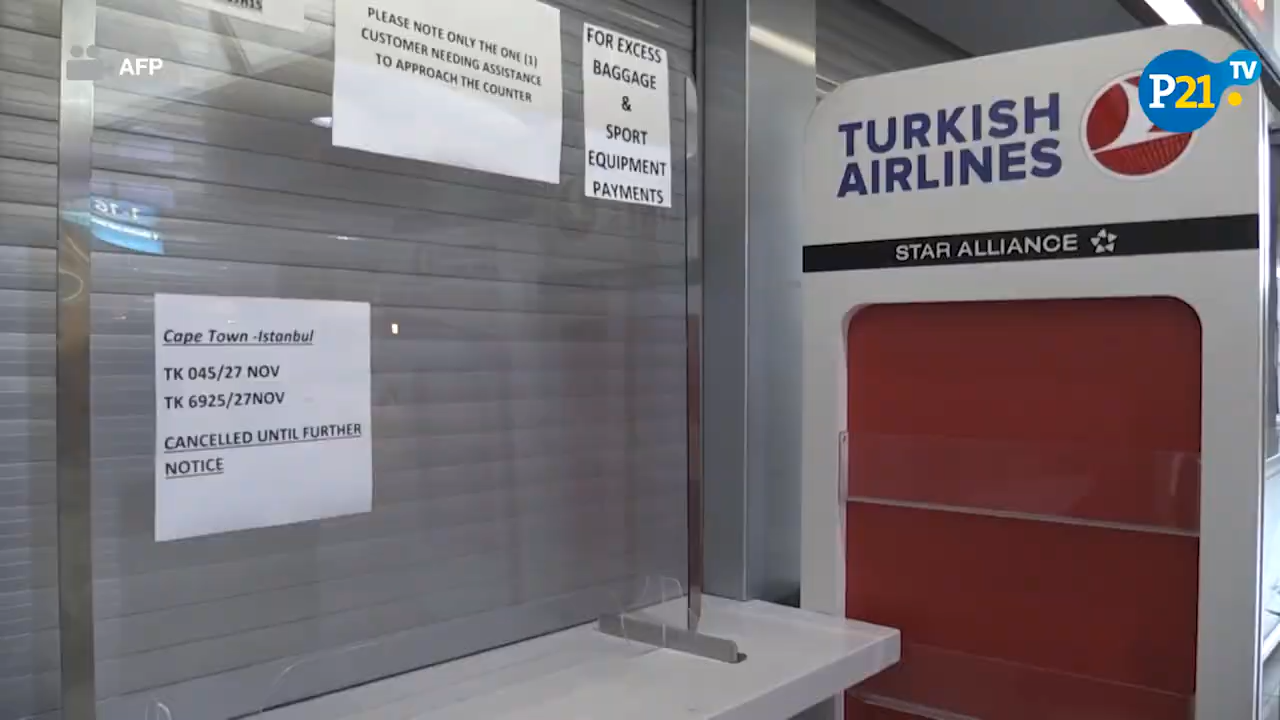 PLEASE NOTE ONLY THE ONE (1)
CUSTOMER NEEDING ASSISTANCE
TO APPROACH THE COUNTER
FOR EXCESS
BAGGAGE
&
SPORT
EQUIPMENT
PAYMENTS
AFP
P21
TV
TURKISH
AIRLINES
STAR ALLIANCE
Cape Town -Istanbul
TK 045/27 NOV
TK 6925/27NOV
CANCELLED UNTIL FURTHER
NOTICE